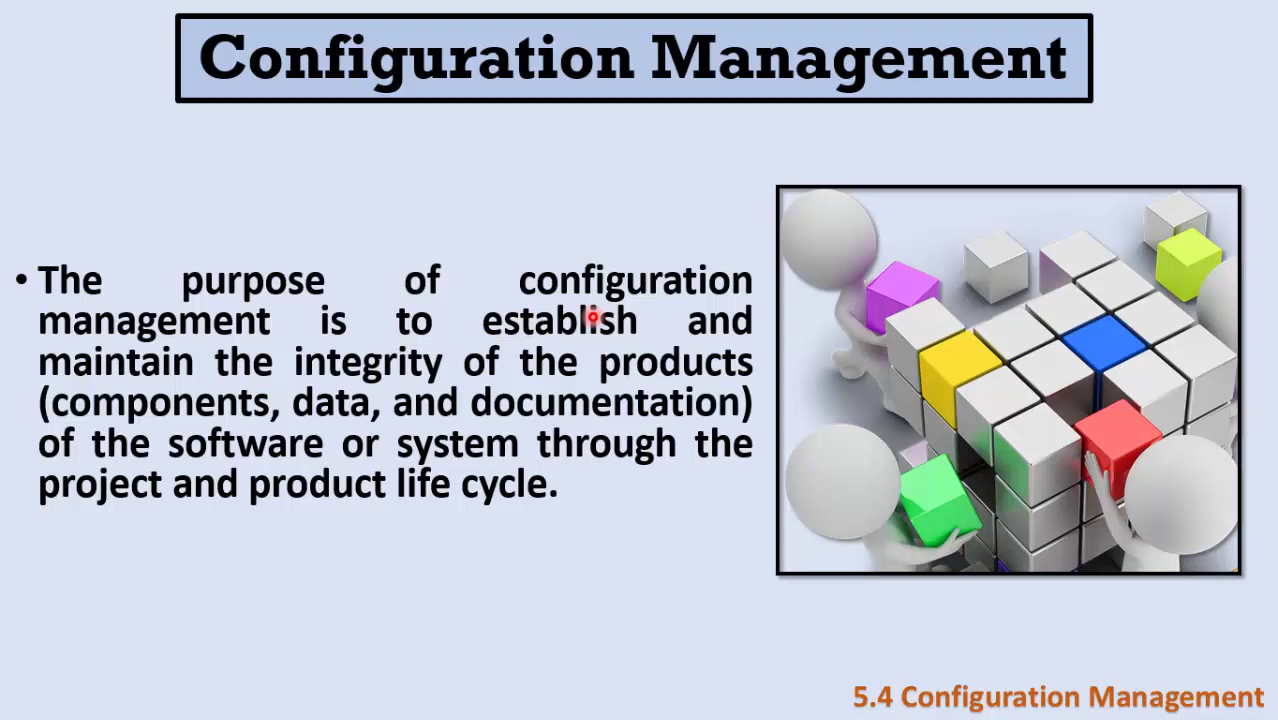 Configuration Management
• The purpose of configuration
management is to establish and
maintain the integrity of the products
(components, data, and documentation)
of the software or system through the
project and product life cycle.
5.4 Configuration Management